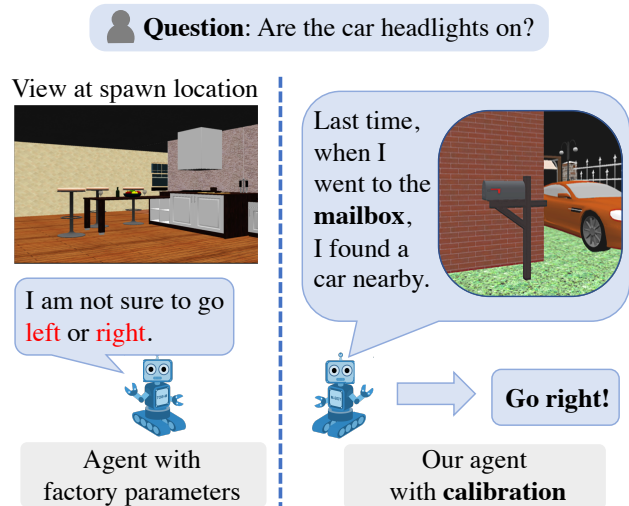 Question: Are the car headlights on?
View at spawn location
I am not sure to go
left or right.
Agent with
factory parameters
Last time,
when I
went to the
mailbox,
I found a
car nearby.
Go right!
Our agent
with calibration